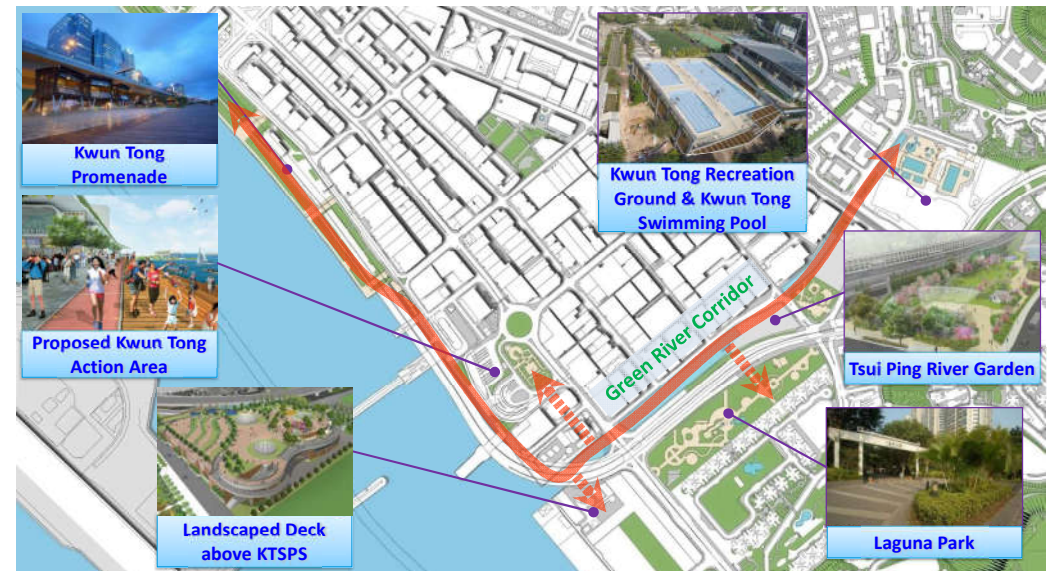 Kwun Tong
Promenade
Kwun Tong Recreation
Ground & Kwun Tong
Swimming Pool
Proposed Kwun Tong
Action Area
Green River Corridor
Tsui Ping River Garden
Landscaped Deck
above KTSPS
Laguna Park